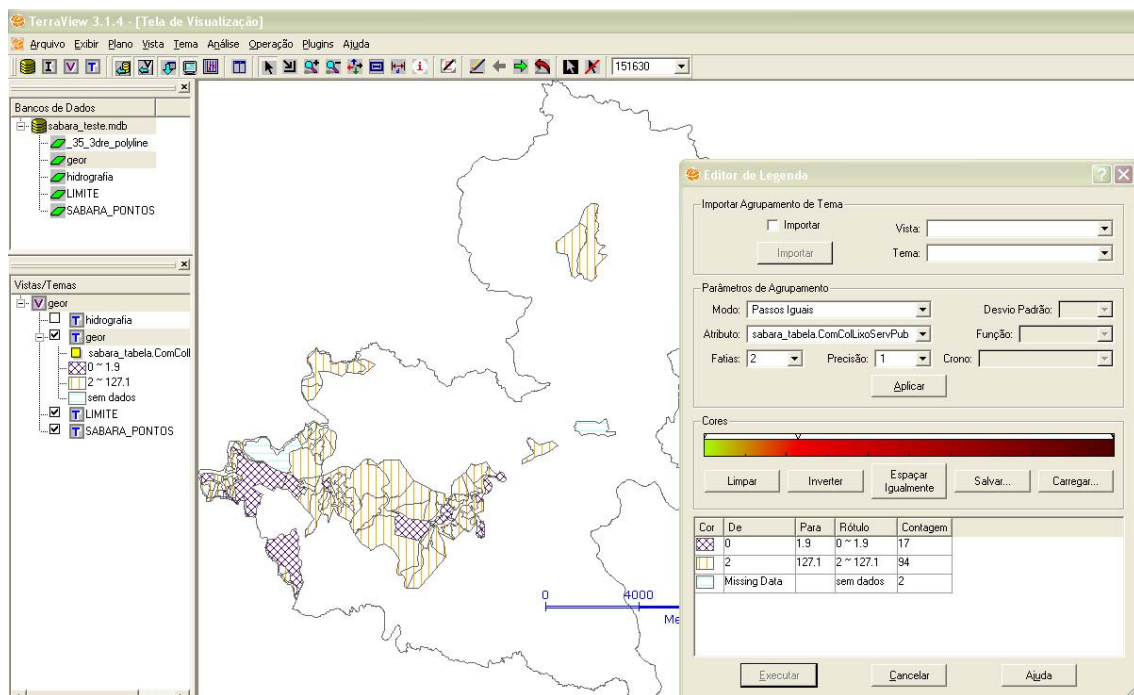 TerraView 3.1.4 - [Tela de Visualização]
Arquivo Exibir Plano Vista Tema Análise Operação Plugins Ajuda
I V T 151630
Bancos de Dados
sabara_teste.mdb
_35_3dre_polyline
geor
hidrografia
LIMITE
SABARA_PONTOS
Vistas/Temas
V geor
T hidrografia
T geor
sabara_tabela.ComColl
0 ~ 1.9
2 ~ 127.1
sem dados
T LIMITE
T SABARA_PONTOS
0 4000
Me
Editor de Legenda
Importar Agrupamento de Tema
Importar Vista:
Importar Tema:
Parâmetros de Agrupamento
Modo: Passos Iguais Desvio Padrão:
Atributo: sabara_tabela.ComColLixoServPub Função:
Fatias: 2 Precisão: 1 Crono:
Aplicar
Cores
Limpar Inverter Espaçar Igualmente Salvar... Carregar...
Cor De Para Rótulo Contagem
0 1.9 0 ~ 1.9 17
2 127.1 2 ~ 127.1 94
Missing Data sem dados 2
Executar Cancelar Ajuda